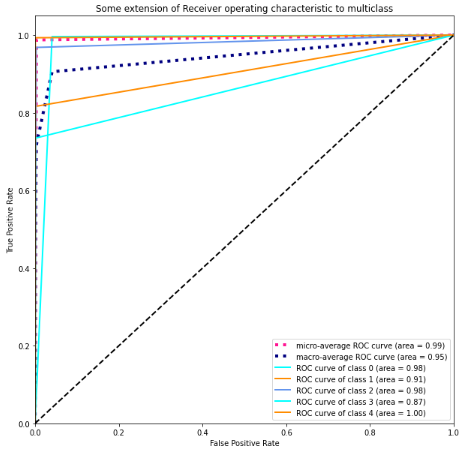 Some extension of Receiver operating characteristic to multiclass
1.0
0.8
0.6
0.4
0.2
0.0
True Positive Rate
micro-average ROC curve (area = 0.99)
macro-average ROC curve (area = 0.95)
ROC curve of class 0 (area = 0.98)
ROC curve of class 1 (area = 0.91)
ROC curve of class 2 (area = 0.98)
ROC curve of class 3 (area = 0.87)
ROC curve of class 4 (area = 1.00)
0.0 0.2 0.4 0.6 0.8 1.0
False Positive Rate